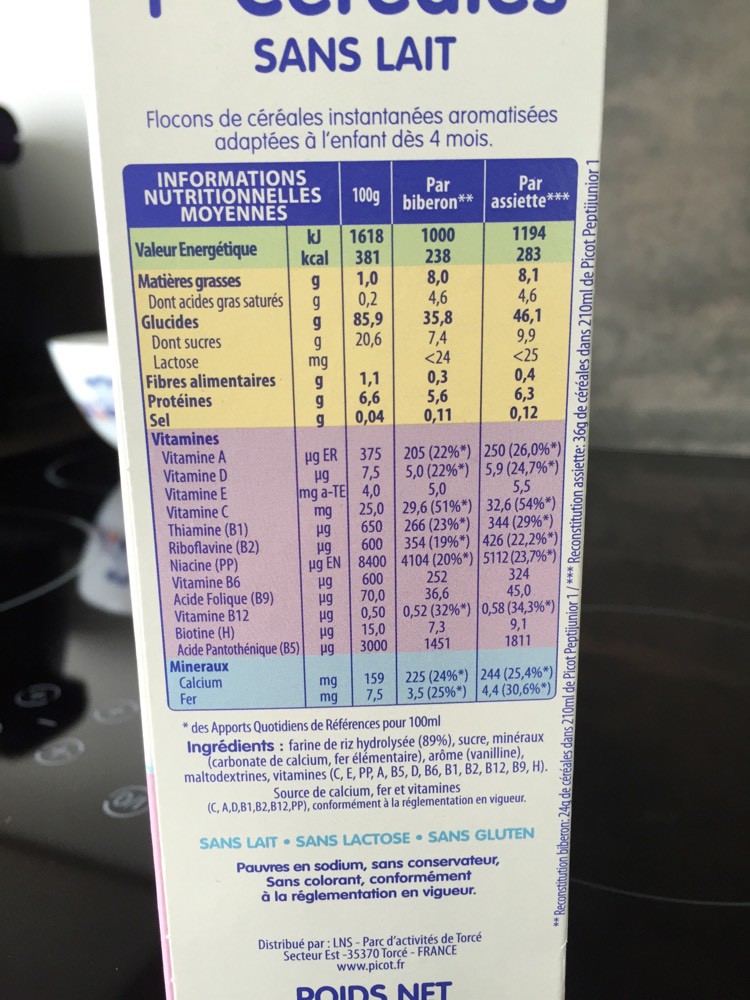 SANS LAIT
Flocons de céréales instantanées aromatisées
adaptées à l'enfant dès 4 mois.
INFORMATIONS NUTRITIONNELLES MOYENNES 100g Par biberon** Par assiette***
Valeur Energétique kJ 1618 1000 1194
kcal 381 238 283
Matières grasses g 1,0 8,0 8,1
Dont acides gras saturés g 0,2 4,6 4,6
Glucides g 85,9 35,8 46,1
Dont sucres g 20,6 7,4 9,9
Lactose mg <24 <25
Fibres alimentaires g 1,1 0,3 0,4
Protéines g 6,6 5,6 6,3
Sel g 0,04 0,11 0,12
Vitamines
Vitamine A µg ER 375 205 (22%*) 250 (26,0%*)
Vitamine D µg 7,5 5,0 (22%*) 5,9 (24,7%*)
Vitamine E mg a-TE 4,0 5,0 5,5
Vitamine C mg 25,0 29,6 (51%*) 32,6 (54%*)
Thiamine (B1) µg 650 266 (23%*) 344 (29%*)
Riboflavine (B2) µg 600 354 (19%*) 426 (22,2%*)
Niacine (PP) µg EN 8400 4104 (20%*) 5112 (23,7%*)
Vitamine B6 µg 600 252 324
Acide Folique (B9) µg 70,0 36,6 45,0
Vitamine B12 µg 0,50 0,52 (32%*) 0,58 (34,3%*)
Biotine (H) µg 15,0 7,3 9,1
Acide Pantothénique (B5) µg 3000 1451 1811
Mineraux
Calcium mg 159 225 (24%*) 244 (25,4%*)
Fer mg 7,5 3,5 (25%*) 4,4 (30,6%*)
* des Apports Quotidiens de Références pour 100ml
Ingrédients : farine de riz hydrolysée (89%), sucre, minéraux
(carbonate de calcium, fer élémentaire), arôme (vanilline),
maltodextrines, vitamines (C, E, PP, A, B5, D, B6, B1, B2, B12, B9, H).
Source de calcium, fer et vitamines
(C, A,D,B1,B2,B12,PP), conformément à la réglementation en vigueur.
SANS LAIT • SANS LACTOSE • SANS GLUTEN
Pauvres en sodium, sans conservateur,
Sans colorant, conformément
à la réglementation en vigueur.
Distribué par : LNS - Parc d'activités de Torcé
Secteur Est -35370 Torcé - FRANCE
www.picot.fr
POIDS NET
** Reconstitution biberon: 24g de céréales dans 210ml de Picot Peptijunior 1 / *** Reconstitution assiette: 36g de céréales dans 210ml de Picot Peptijunior 1